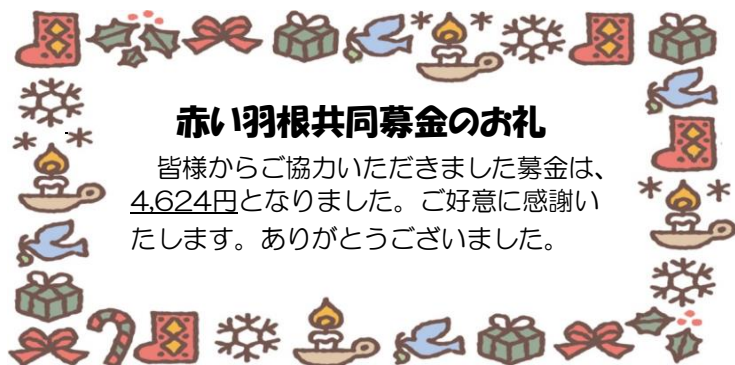 赤い羽根共同募金のお礼
　皆様からご協力いただきました募金は、
4,624円となりました。ご好意に感謝い
たします。ありがとうございました。